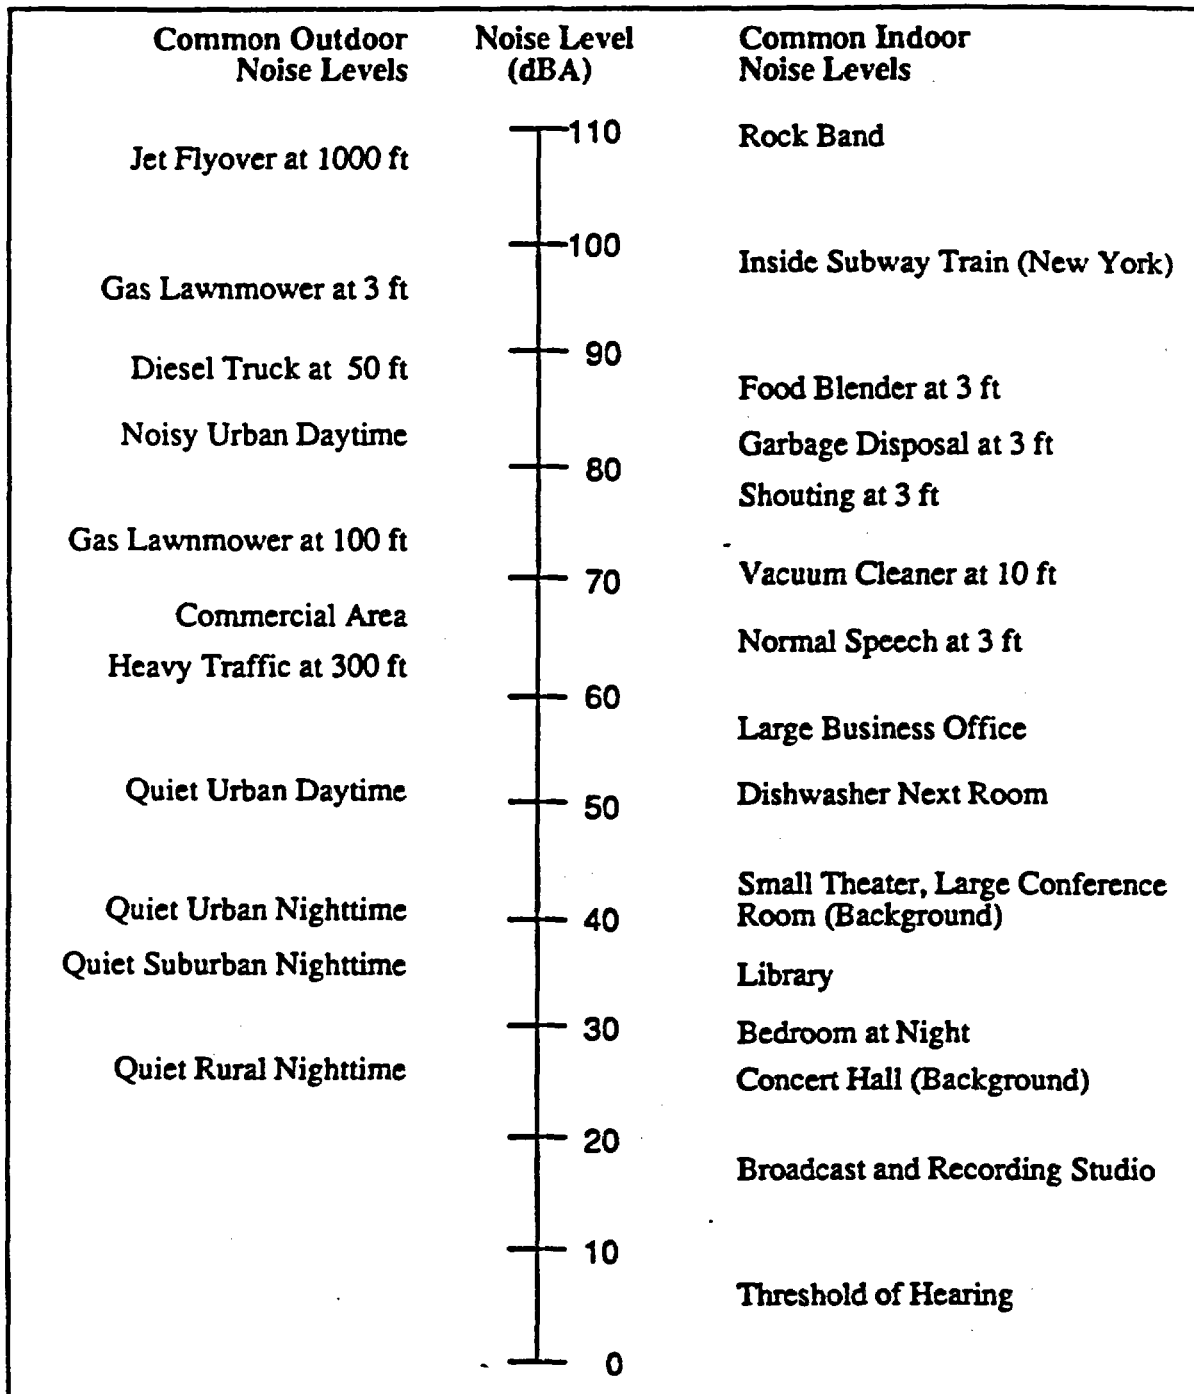 Common Outdoor
Noise Levels
Noise Level
(dBA)
Common Indoor
Noise Levels
110
Rock Band
Jet Flyover at 1000 ft
100
Inside Subway Train (New York)
Gas Lawnmower at 3 ft
90
Diesel Truck at 50 ft
Food Blender at 3 ft
Noisy Urban Daytime
Garbage Disposal at 3 ft
80
Shouting at 3 ft
Gas Lawnmower at 100 ft
70
Vacuum Cleaner at 10 ft
Commercial Area
Normal Speech at 3 ft
Heavy Traffic at 300 ft
60
Large Business Office
Quiet Urban Daytime
50
Dishwasher Next Room
Small Theater, Large Conference
Room (Background)
Quiet Urban Nighttime
40
Quiet Suburban Nighttime
Library
30
Bedroom at Night
Quiet Rural Nighttime
Concert Hall (Background)
20
Broadcast and Recording Studio
10
Threshold of Hearing
0